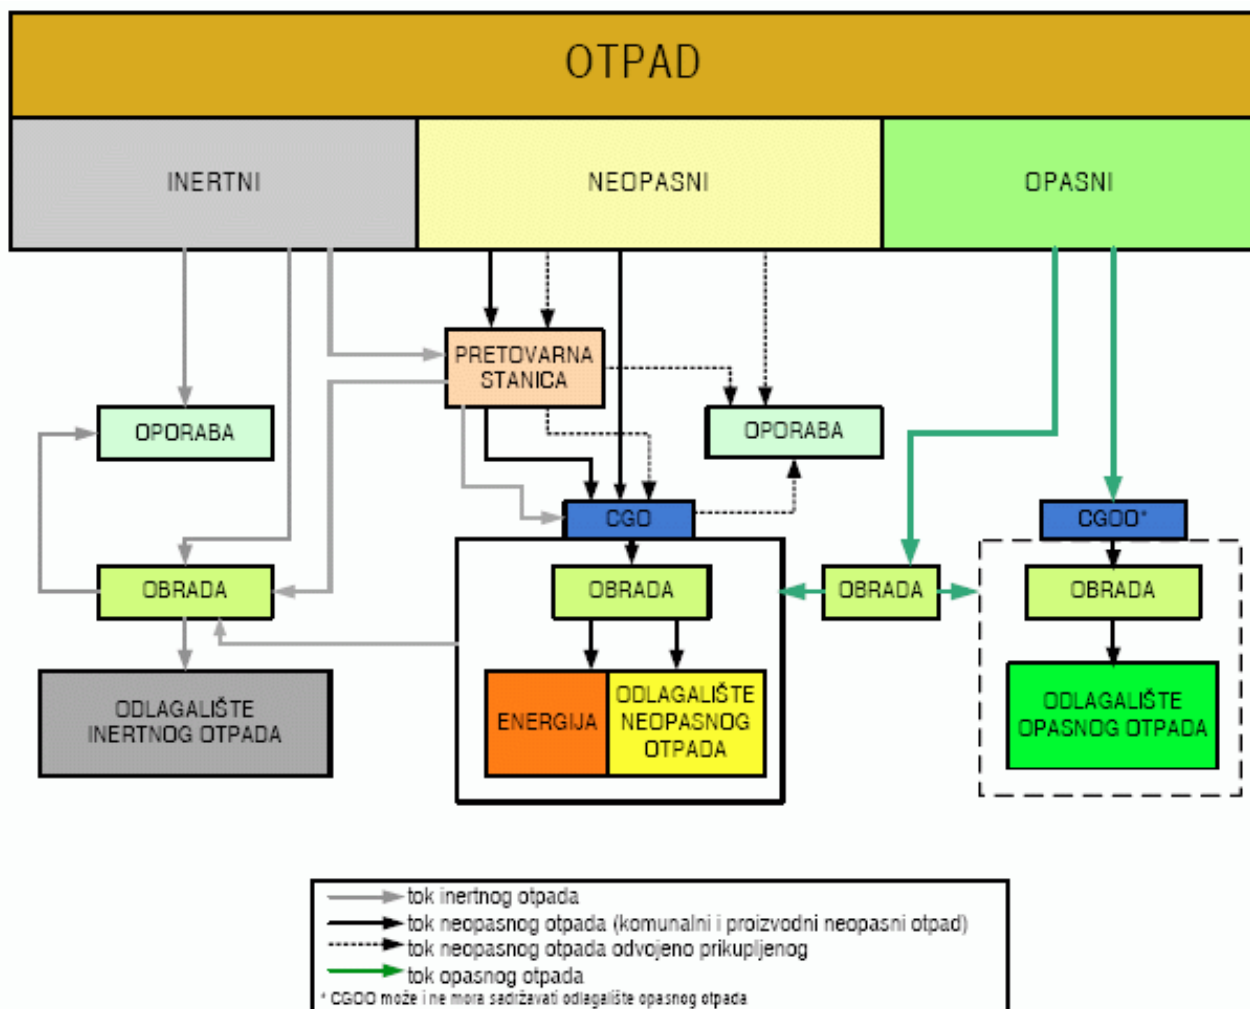 OTPAD
INERTNI
NEOPASNI
OPASNI
PRETOVARNA
STANICA
OPORABA
OPORABA
CGO
CGOO*
OBRADA
OBRADA
OBRADA
OBRADA
ODLAGALIŠTE
INERTNOG OTPADA
ENERGIJA
ODLAGALIŠTE
NEOPASNOG
OTPADA
ODLAGALIŠTE
OPASNOG OTPADA
tok inertnog otpada
tok neopasnog otpada (komunalni i proizvodni neopasni otpad)
tok neopasnog otpada odvojeno prikupljenog
tok opasnog otpada
* CGOO može i ne mora sadržavati odlagalište opasnog otpada